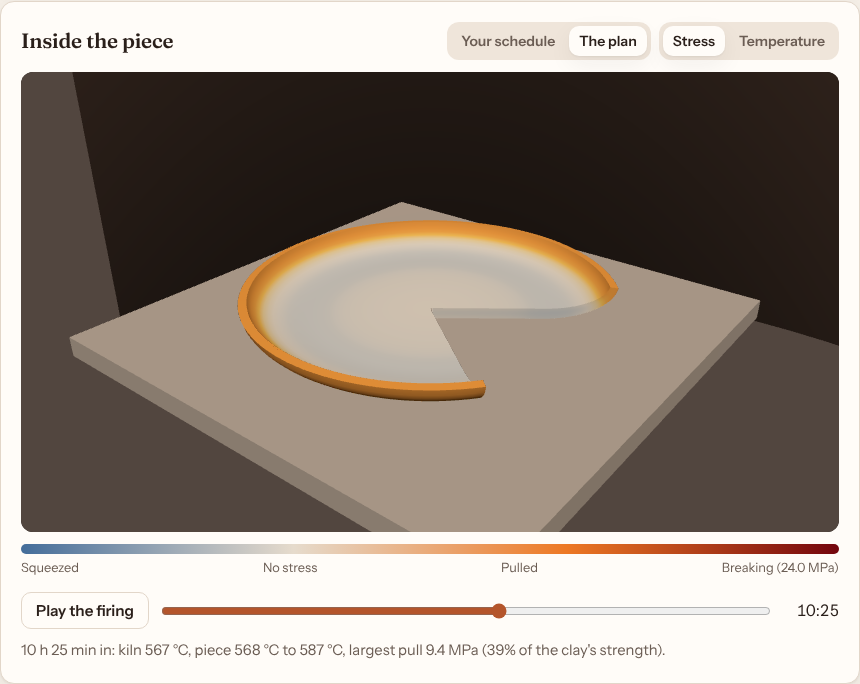 Inside the piece
Your schedule
The plan
Stress
Temperature
Squeezed
No stress
Pulled
Breaking (24.0 MPa)
Play the firing
10:25
10 h 25 min in: kiln 567 °C, piece 568 °C to 587 °C, largest pull 9.4 MPa (39% of the clay's strength).